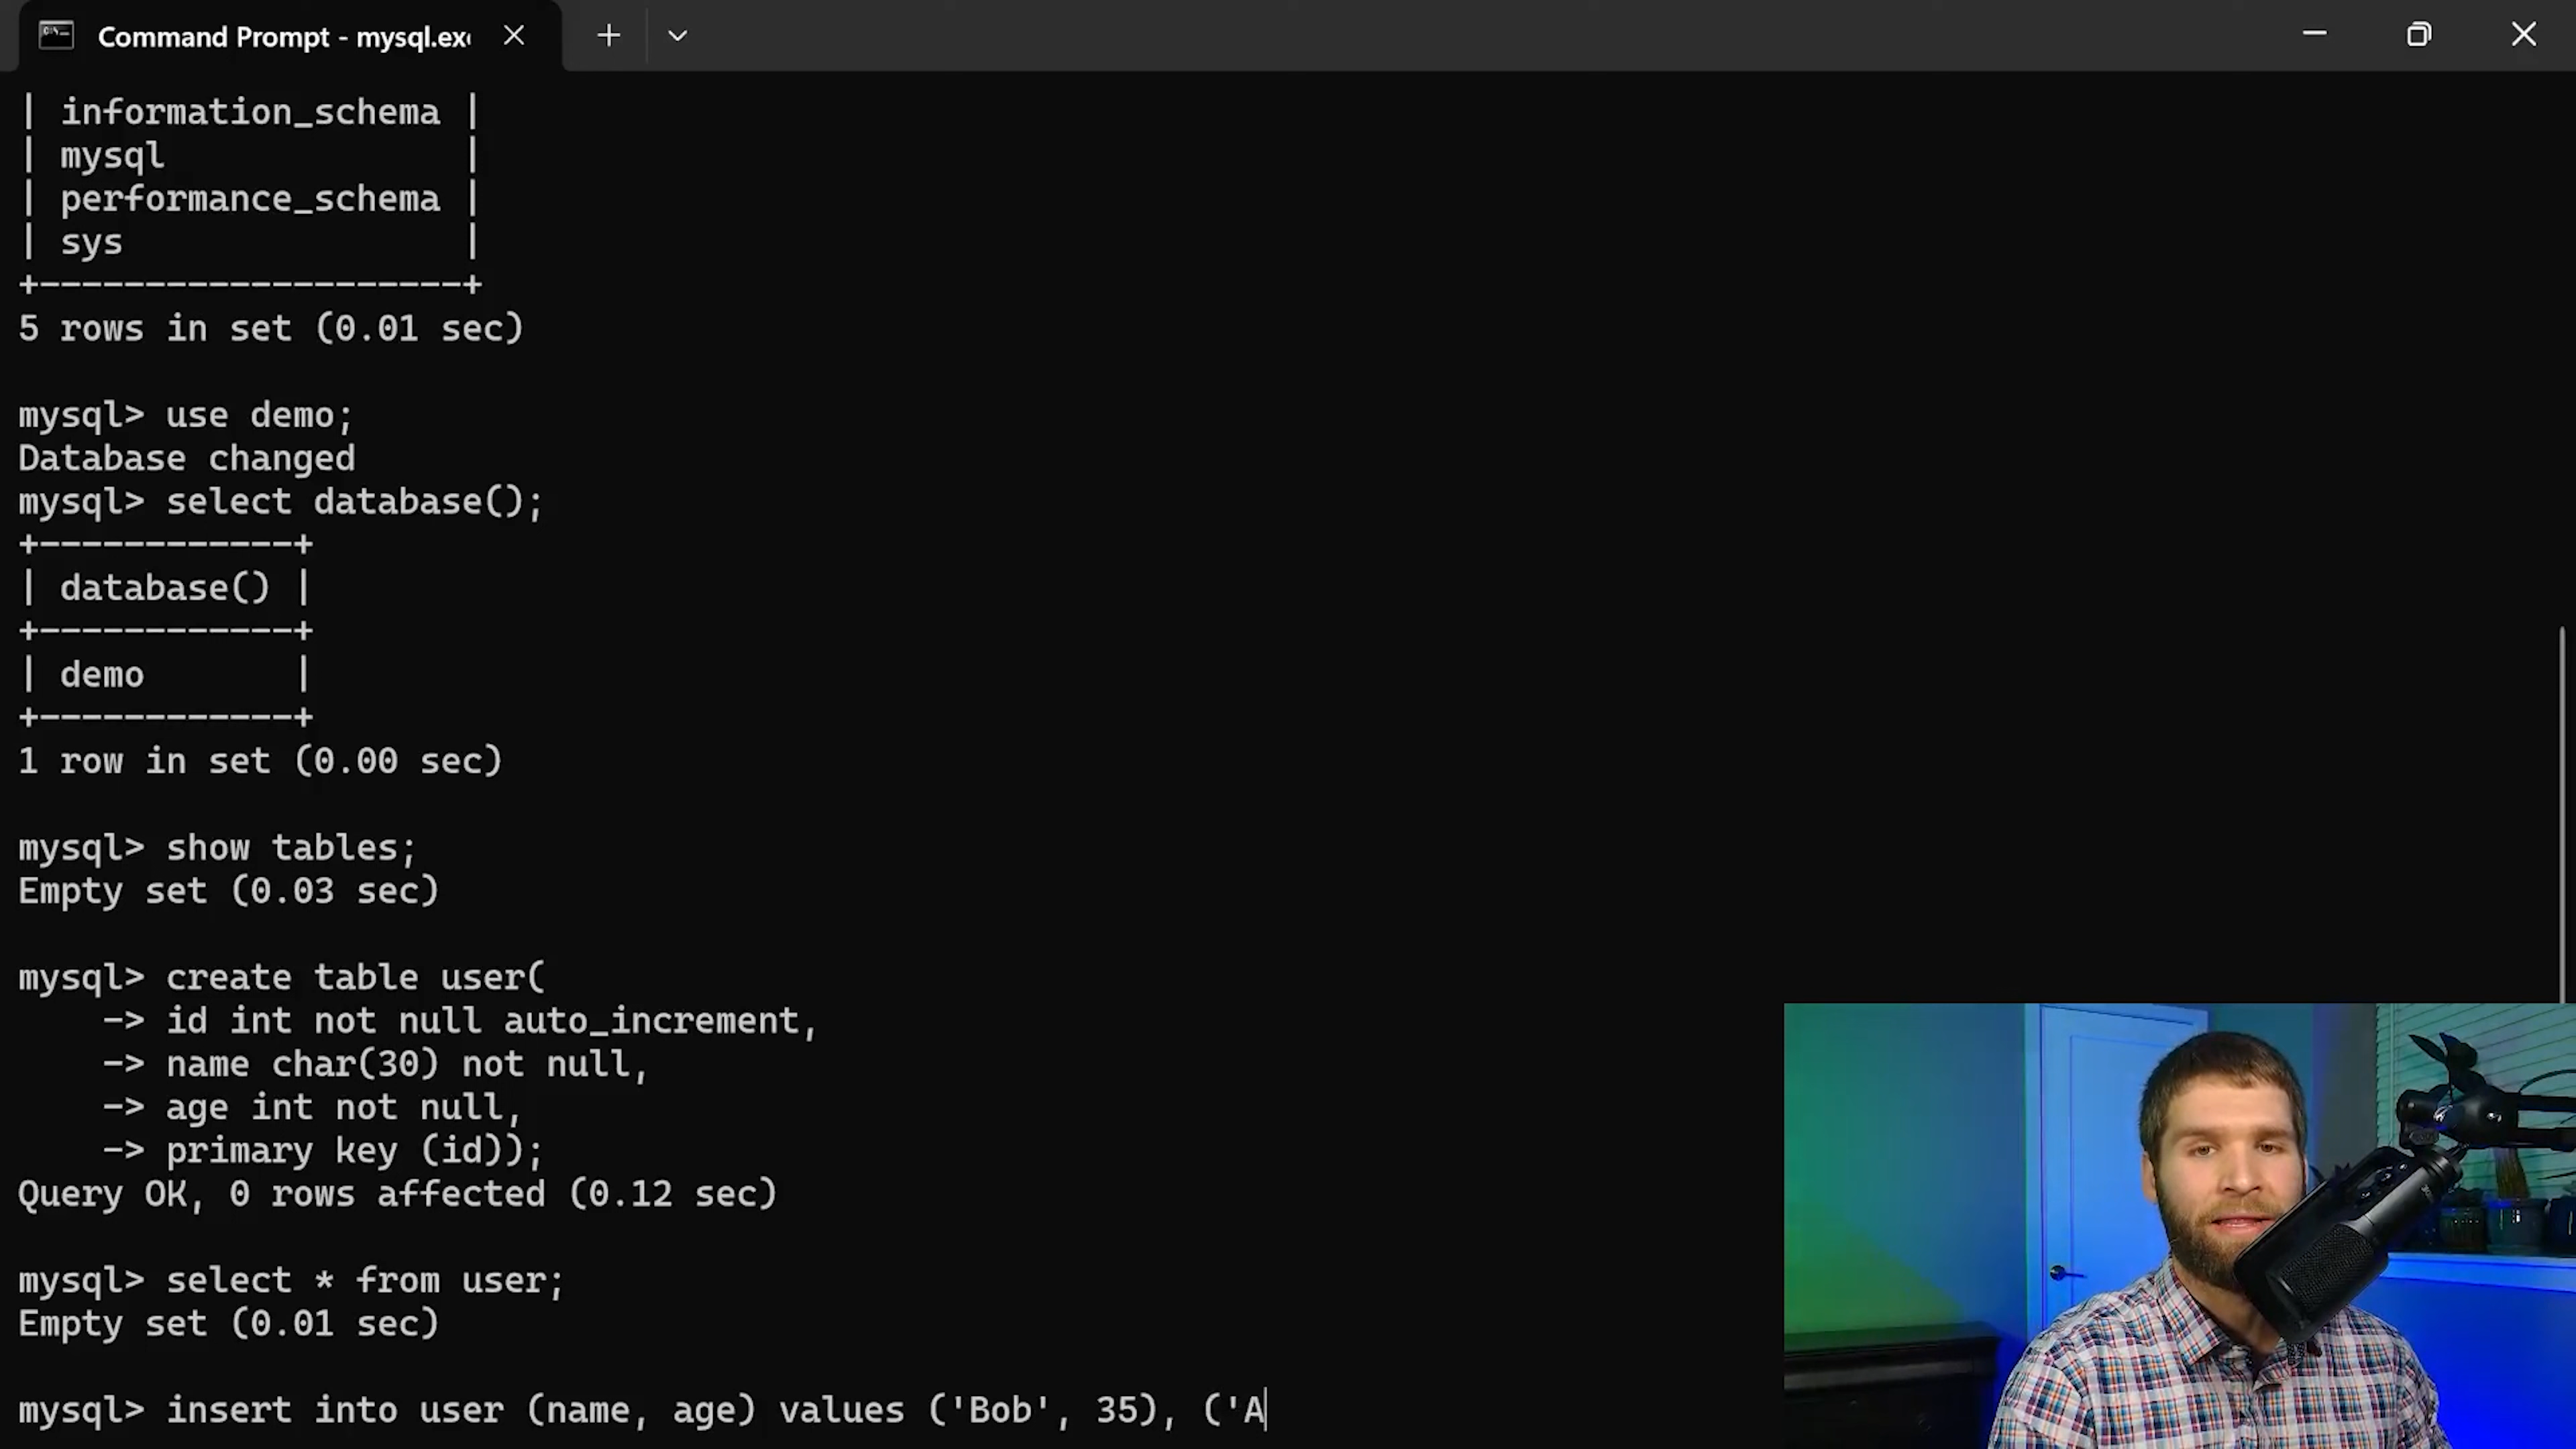 Command Prompt - mysql.exe
| information_schema |
| mysql              |
| performance_schema |
| sys                |
+--------------------+
5 rows in set (0.01 sec)
mysql> use demo;
Database changed
mysql> select database();
+------------+
| database() |
+------------+
| demo       |
+------------+
1 row in set (0.00 sec)
mysql> show tables;
Empty set (0.03 sec)
mysql> create table user(
    -> id int not null auto_increment,
    -> name char(30) not null,
    -> age int not null,
    -> primary key (id));
Query OK, 0 rows affected (0.12 sec)
mysql> select * from user;
Empty set (0.01 sec)
mysql> insert into user (name, age) values ('Bob', 35), ('A